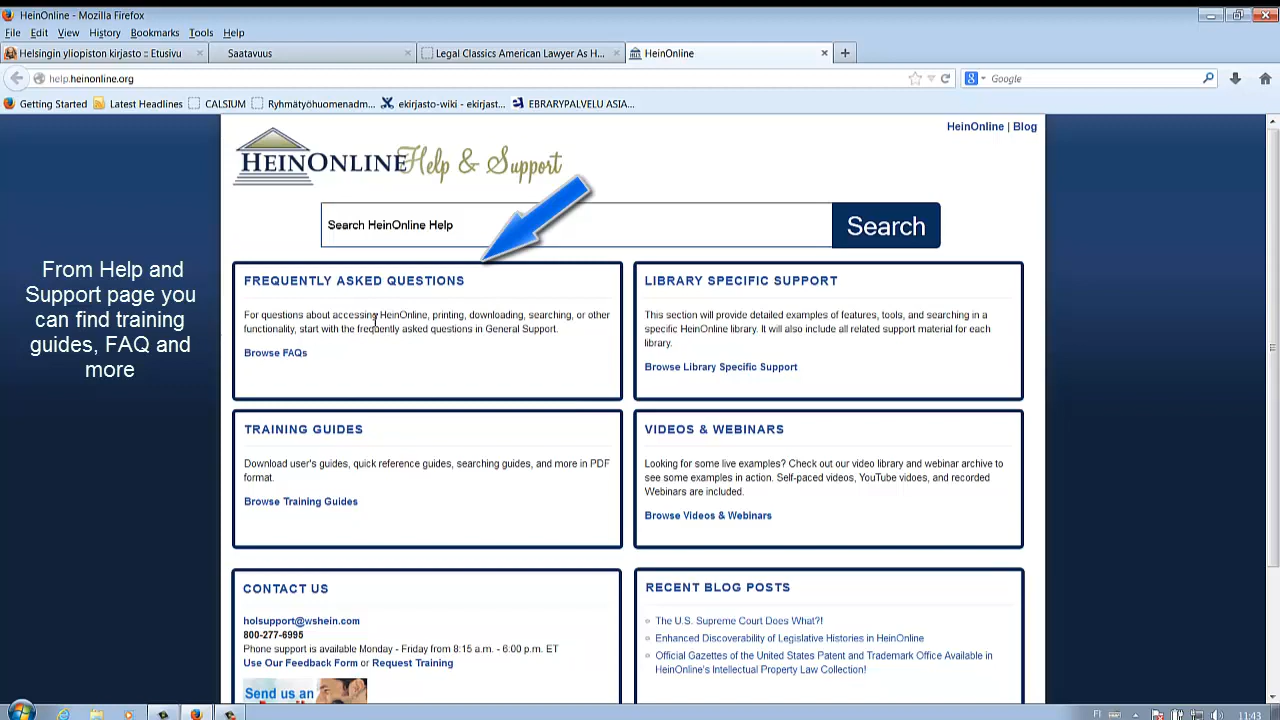 HeinOnline - Mozilla Firefox
File Edit View History Bookmarks Tools Help
Helsingin yliopiston kirjasto :: Etusivu
Saatavuus
Legal Classics American Lawyer As H...
HeinOnline
help.heinonline.org
Google
Getting Started Latest Headlines CALSIUM Ryhmätyöhuomenadm... ekirjasto-wiki - ekirjast... EBRARYPALVELU ASIA...
HeinOnline | Blog
HEINONLINE Help & Support
Search HeinOnline Help
Search
From Help and
Support page you
can find training
guides, FAQ and
more
FREQUENTLY ASKED QUESTIONS
For questions about accessing HeinOnline, printing, downloading, searching, or other
functionality, start with the frequently asked questions in General Support.
Browse FAQs
LIBRARY SPECIFIC SUPPORT
This section will provide detailed examples of features, tools, and searching in a
specific HeinOnline library. It will also include all related support material for each
library.
Browse Library Specific Support
TRAINING GUIDES
Download user's guides, quick reference guides, searching guides, and more in PDF
format.
Browse Training Guides
VIDEOS & WEBINARS
Looking for some live examples? Check out our video library and webinar archive to
see some examples in action. Self-paced videos, YouTube vidoes, and recorded
Webinars are included.
Browse Videos & Webinars
CONTACT US
holsupport@wshein.com
800-277-6995
Phone support is available Monday - Friday from 8:15 a.m. - 6:00 p.m. ET
Use Our Feedback Form or Request Training
Send us an
RECENT BLOG POSTS
The U.S. Supreme Court Does What?!
Enhanced Discoverability of Legislative Histories in HeinOnline
Official Gazettes of the United States Patent and Trademark Office Available in
HeinOnline's Intellectual Property Law Collection!
FI
11:43